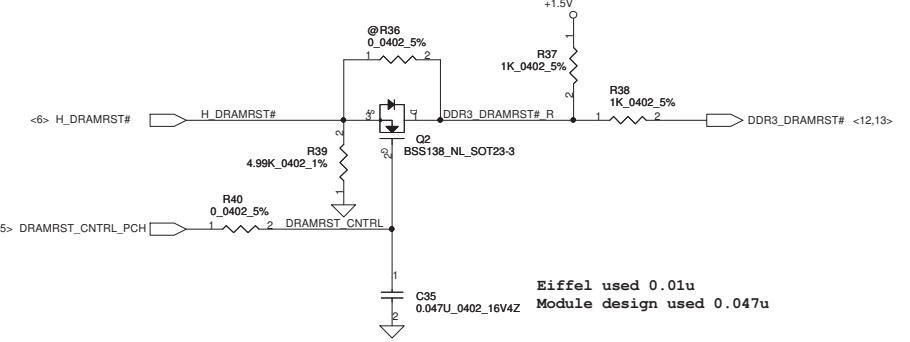 +1.5V
@ R36
0_0402_5%
1 2
1
R37
1K_0402_5%
2
R38
1K_0402_5%
<6> H_DRAMRST#
H_DRAMRST#
3 S
D 1
DDR3_DRAMRST#_R
1 2
DDR3_DRAMRST# <12,13>
Q2
BSS138_NL_SOT23-3
G 2
2
R39
4.99K_0402_1%
1
R40
0_0402_5%
5> DRAMRST_CNTRL_PCH
1 2
DRAMRST_CNTRL
1
C35
0.047U_0402_16V4Z
2
Eiffel used 0.01u
Module design used 0.047u